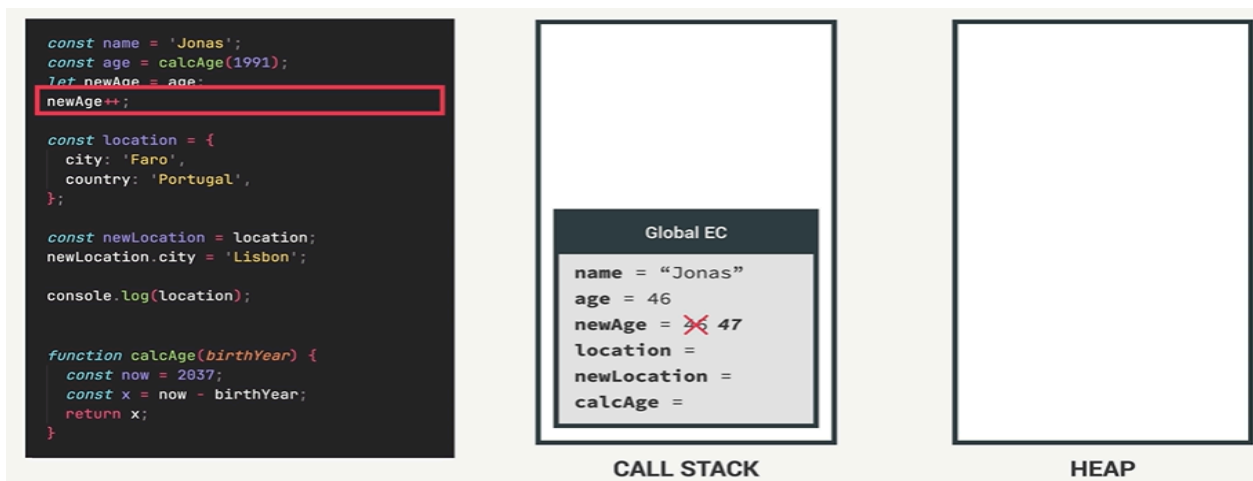 const name = 'Jonas';
const age = calcAge(1991);
let newAge = age;
newAge++;
const location = {
city: 'Faro',
country: 'Portugal',
};
const newLocation = location;
newLocation.city = 'Lisbon';
console.log(location);
function calcAge(birthYear) {
const now = 2037;
const x = now - birthYear;
return x;
}
Global EC
name = “Jonas”
age = 46
newAge = 46 47
location =
newLocation =
calcAge =
CALL STACK
HEAP